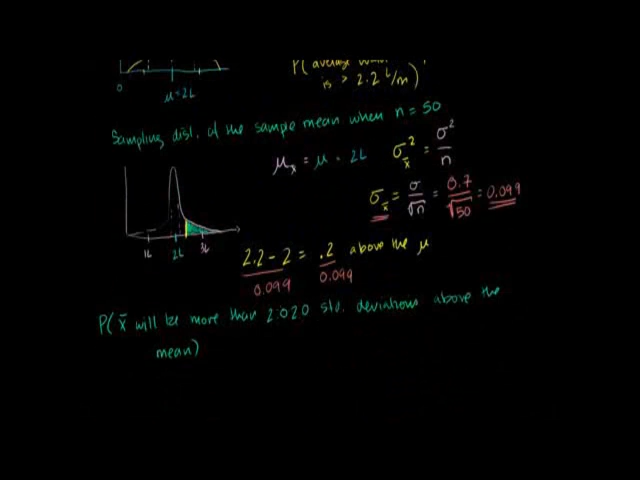 P(average
is > 2.2 L/m)
0
μ=2L
Sampling dist. of the sample mean when n = 50
μx̄ = μ = 2L
σx̄² = σ²/n
σx̄ = σ/√n = 0.7/√50 = 0.099
1L 2L 3L
2.2 - 2 = .2 above the μ
0.099 0.099
P( x̄ will be more than 2.020 std. deviations above the
mean)